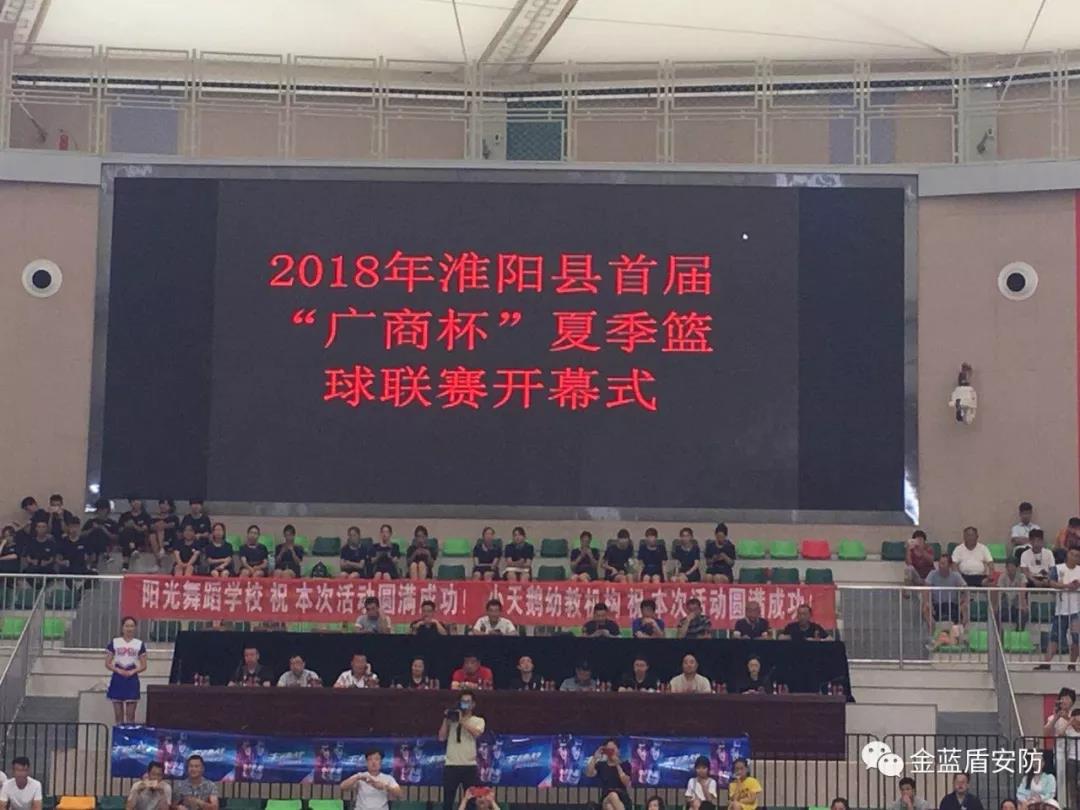 2018年淮阳县首届
“广商杯”夏季篮
球联赛开幕式
阳光舞蹈学校 祝 本次活动圆满成功！ 小天鹅幼教机构 祝 本次活动圆满成功！
金蓝盾安防